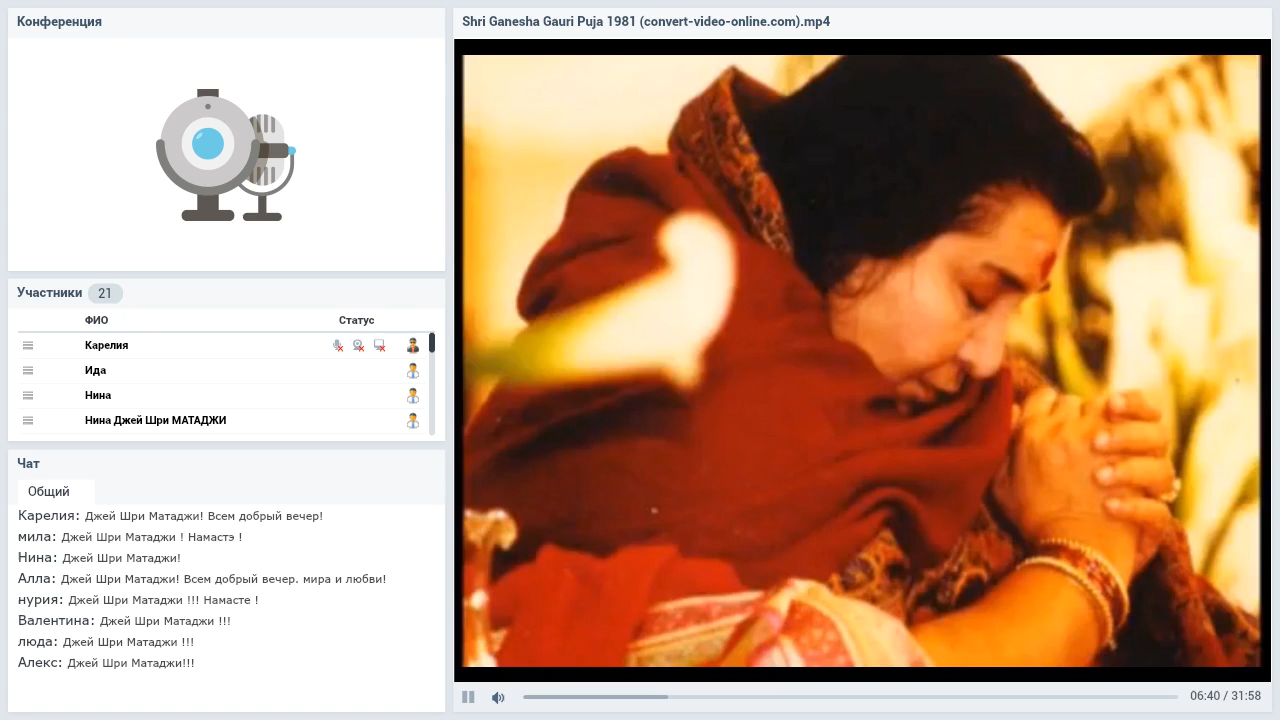 Конференция
Shri Ganesha Gauri Puja 1981 (convert-video-online.com).mp4
Участники 21
ФИО Статус
Карелия
Ида
Нина
Нина Джей Шри МАТАДЖИ
Чат
Общий
Карелия: Джей Шри Матаджи! Всем добрый вечер!
мила: Джей Шри Матаджи ! Намастэ !
Нина: Джей Шри Матаджи!
Алла: Джей Шри Матаджи! Всем добрый вечер. мира и любви!
нурия: Джей Шри Матаджи !!! Намасте !
Валентина: Джей Шри Матаджи !!!
люда: Джей Шри Матаджи !!!
Алекс: Джей Шри Матаджи!!!
06:40 / 31:58